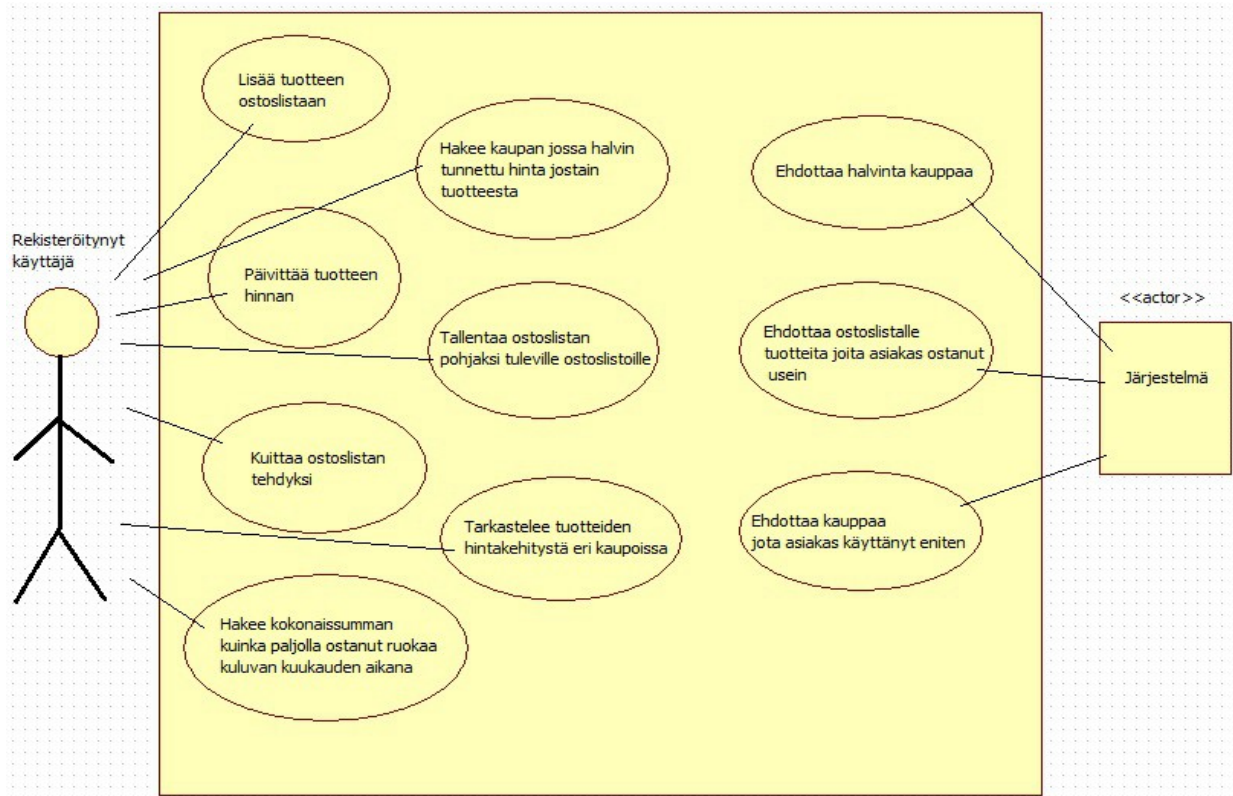 Lisää tuotteen
ostoslistaan
Hakee kaupan jossa halvin
tunnettu hinta jostain
tuotteesta
Ehdottaa halvinta kauppaa
Rekisteröitynyt
käyttäjä
Päivittää tuotteen
hinnan
<<actor>>
Tallentaa ostoslistan
pohjaksi tuleville ostoslistoille
Ehdottaa ostoslistalle
tuotteita joita asiakas ostanut
usein
Järjestelmä
Kuittaa ostoslistan
tehdyksi
Tarkastelee tuotteiden
hintakehitystä eri kaupoissa
Ehdottaa kauppaa
jota asiakas käyttänyt eniten
Hakee kokonaissumman
kuinka paljolla ostanut ruokaa
kuluvan kuukauden aikana